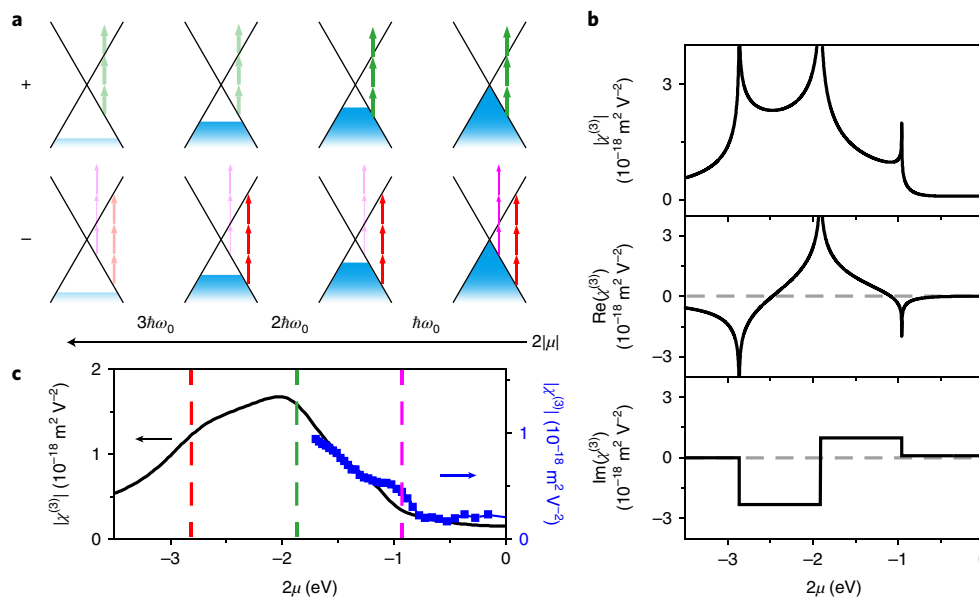 a
+
−
3ħω₀ 2ħω₀ ħω₀
2|μ|
b
|χ⁽³⁾|
(10⁻¹⁸ m² V⁻²)
3
0
Re(χ⁽³⁾)
(10⁻¹⁸ m² V⁻²)
3
0
−3
Im(χ⁽³⁾)
(10⁻¹⁸ m² V⁻²)
3
0
−3
−3 −2 −1 0
2μ (eV)
c
|χ⁽³⁾| (10⁻¹⁸ m² V⁻²)
2
1
0
|χ⁽³⁾| (10⁻¹⁸ m² V⁻²)
1
0
−3 −2 −1 0
2μ (eV)